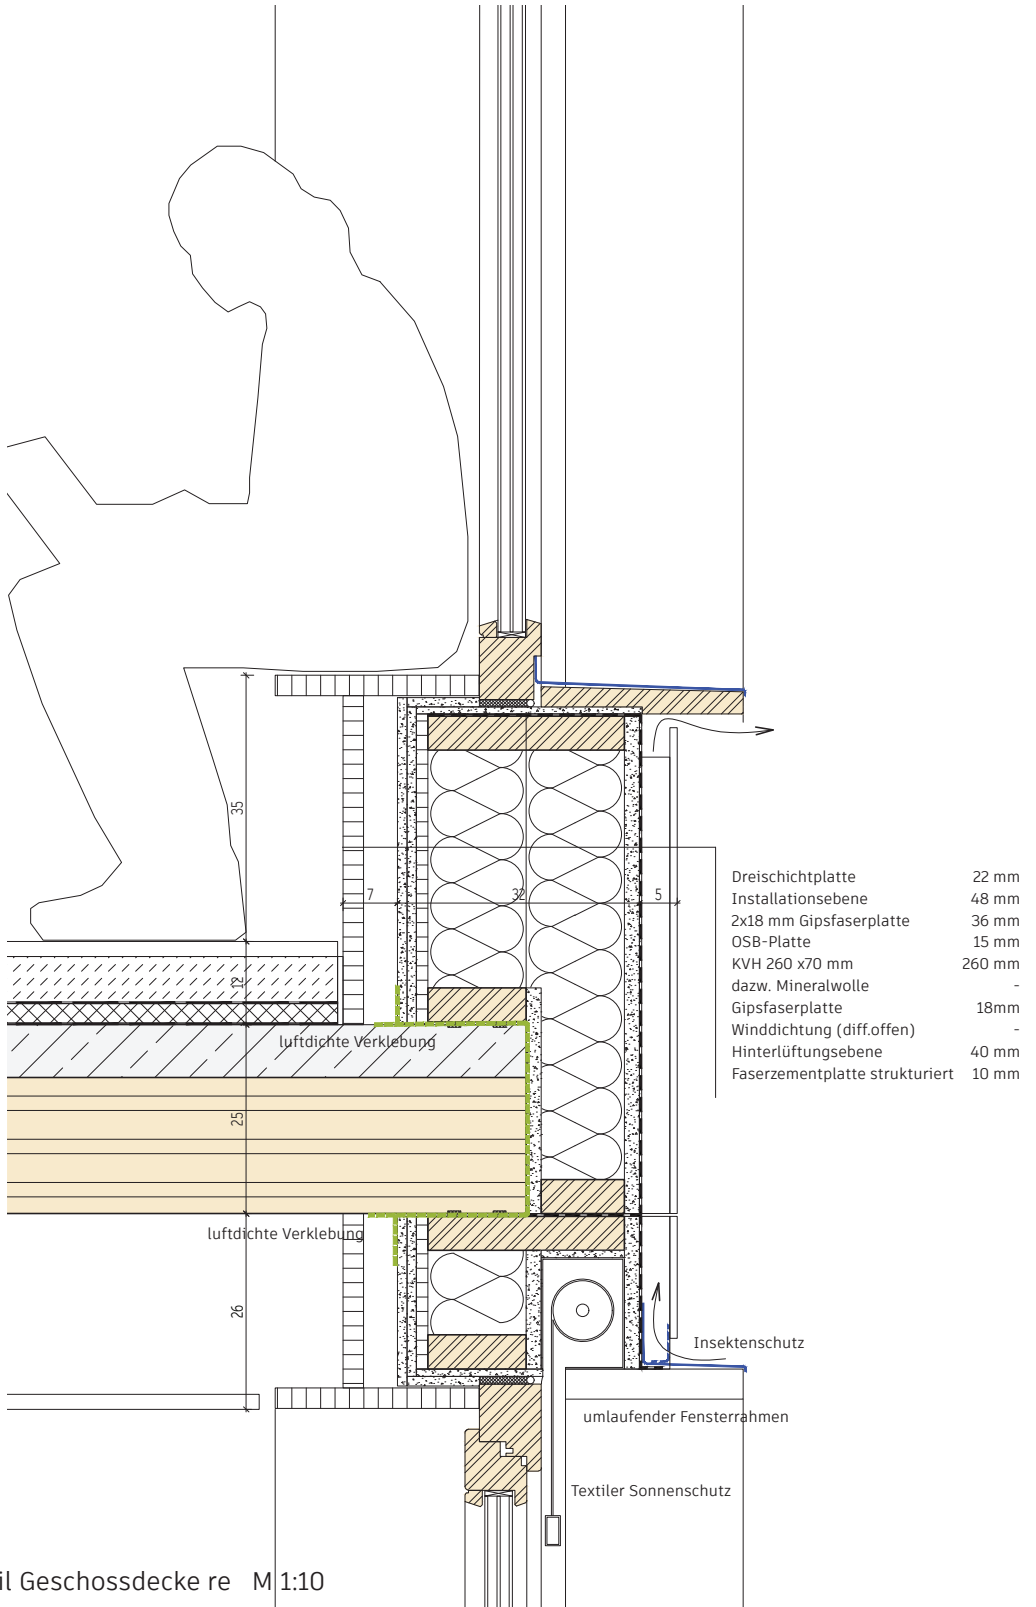 35
7
32
5
Dreischichtplatte 22 mm
Installationsebene 48 mm
2x18 mm Gipsfaserplatte 36 mm
OSB-Platte 15 mm
KVH 260 x70 mm 260 mm
dazw. Mineralwolle -
Gipsfaserplatte 18mm
Winddichtung (diff.offen) -
Hinterlüftungsebene 40 mm
Faserzementplatte strukturiert 10 mm
12
luftdichte Verklebung
25
luftdichte Verklebung
26
Insektenschutz
umlaufender Fensterrahmen
Textiler Sonnenschutz
il Geschossdecke re M 1:10